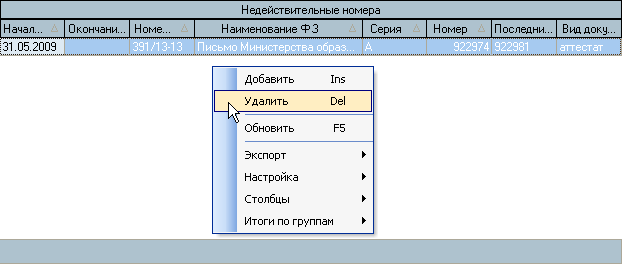 Недействительные номера
Начал... Окончани... Номе... Наименование ФЗ Серия Номер Последни... Вид доку...
31.05.2009 391/13-13 Письмо Министерства образ... А 922974 922981 аттестат
Добавить Ins
Удалить Del
Обновить F5
Экспорт
Настройка
Столбцы
Итоги по группам